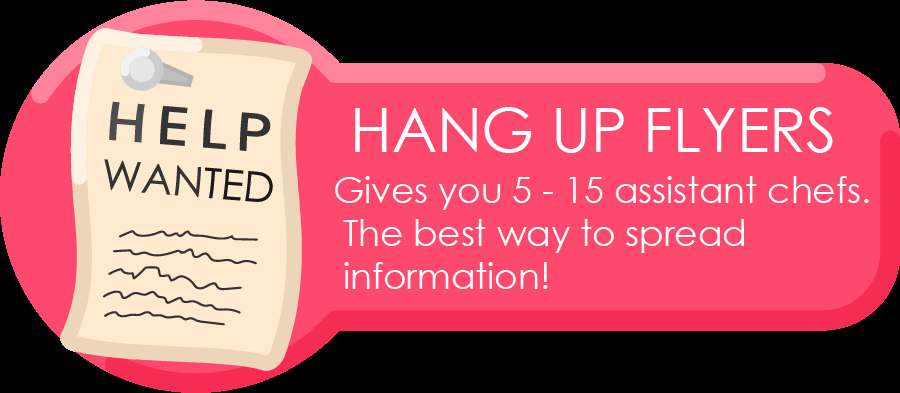 HELP
WANTED
HANG UP FLYERS
Gives you 5 - 15 assistant chefs.
The best way to spread
information!